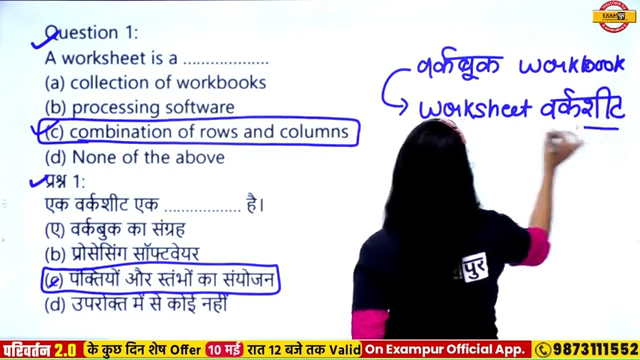 Question 1:
A worksheet is a ...................
(a) collection of workbooks
(b) processing software
(c) combination of rows and columns
(d) None of the above
प्रश्न 1:
एक वर्कशीट एक ................. है।
(ए) वर्कबुक का संग्रह
(b) प्रोसेसिंग सॉफ्टवेयर
(c) पंक्तियों और स्तंभों का संयोजन
(d) उपरोक्त में से कोई नहीं
वर्कबूक workbook
worksheet वर्कशीट
EXAMपुर
पुर
परिवर्तन 2.0 के कुछ दिन शेष Offer 10 मई रात 12 बजे तक Valid On Exampur Official App. 9873111552